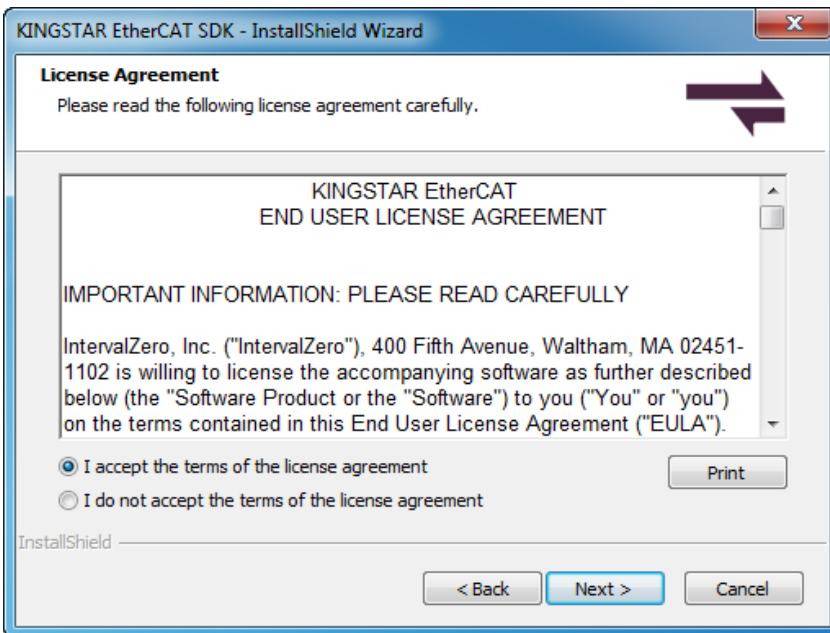 KINGSTAR EtherCAT SDK - InstallShield Wizard
License Agreement
Please read the following license agreement carefully.
KINGSTAR EtherCAT
END USER LICENSE AGREEMENT
IMPORTANT INFORMATION: PLEASE READ CAREFULLY
IntervalZero, Inc. ("IntervalZero"), 400 Fifth Avenue, Waltham, MA 02451-
1102 is willing to license the accompanying software as further described
below (the "Software Product or the "Software") to you ("You" or "you")
on the terms contained in this End User License Agreement ("EULA").
I accept the terms of the license agreement
Print
I do not accept the terms of the license agreement
InstallShield
< Back
Next >
Cancel